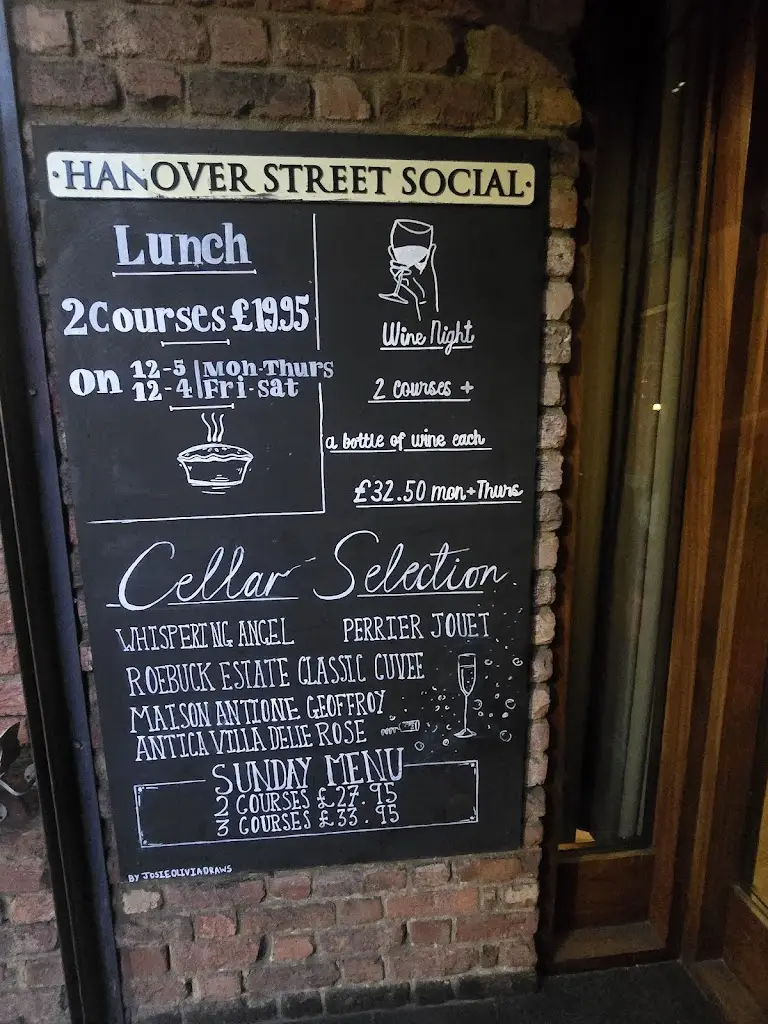 ·HANOVER STREET SOCIAL·
Lunch
2 Courses £19.95
on 12-5 | Mon-Thurs
12-4 | Fri-sat
Wine Night
2 courses +
a bottle of wine each
£32.50 mon+Thurs
Cellar Selection
WHISPERING ANGEL PERRIER JOUET
ROEBUCK ESTATE CLASSIC CUVEE
MAISON ANTIONE GEOFFROY
ANTICA VILLA DELLE ROSE
SUNDAY MENU
2 COURSES £27.95
3 COURSES £33.95
BY JOSIEOLIVIADRAWS